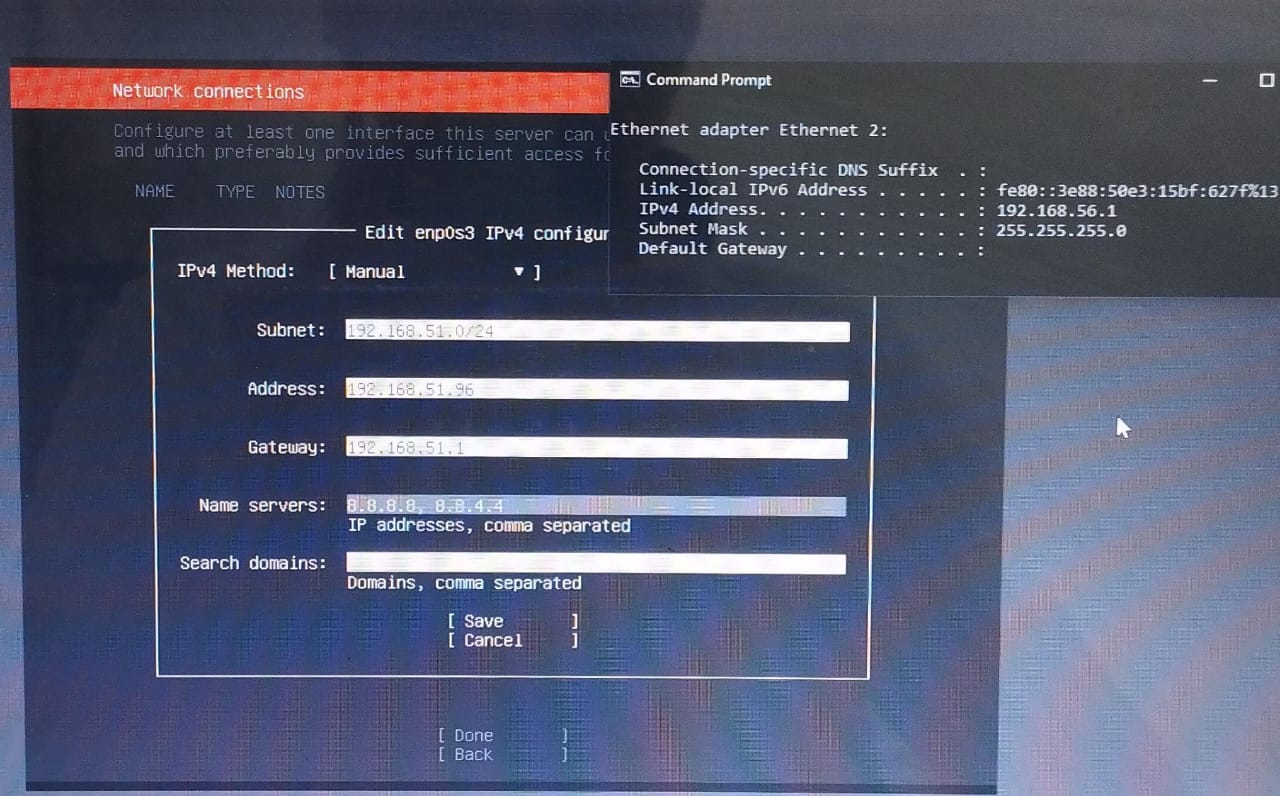 Network connections
Configure at least one interface this server can
and which preferably provides sufficient access fo
NAME TYPE NOTES
Edit enp0s3 IPv4 configur
IPv4 Method: [ Manual ▼ ]
Subnet: 192.168.51.0/24
Address: 192.168.51.96
Gateway: 192.168.51.1
Name servers: 8.8.8.8, 8.8.4.4
IP addresses, comma separated
Search domains:
Domains, comma separated
[ Save ]
[ Cancel ]
[ Done ]
[ Back ]
Command Prompt
Ethernet adapter Ethernet 2:
Connection-specific DNS Suffix . :
Link-local IPv6 Address . . . . . : fe80::3e88:50e3:15bf:627f%13
IPv4 Address. . . . . . . . . . . : 192.168.56.1
Subnet Mask . . . . . . . . . . . : 255.255.255.0
Default Gateway . . . . . . . . . :